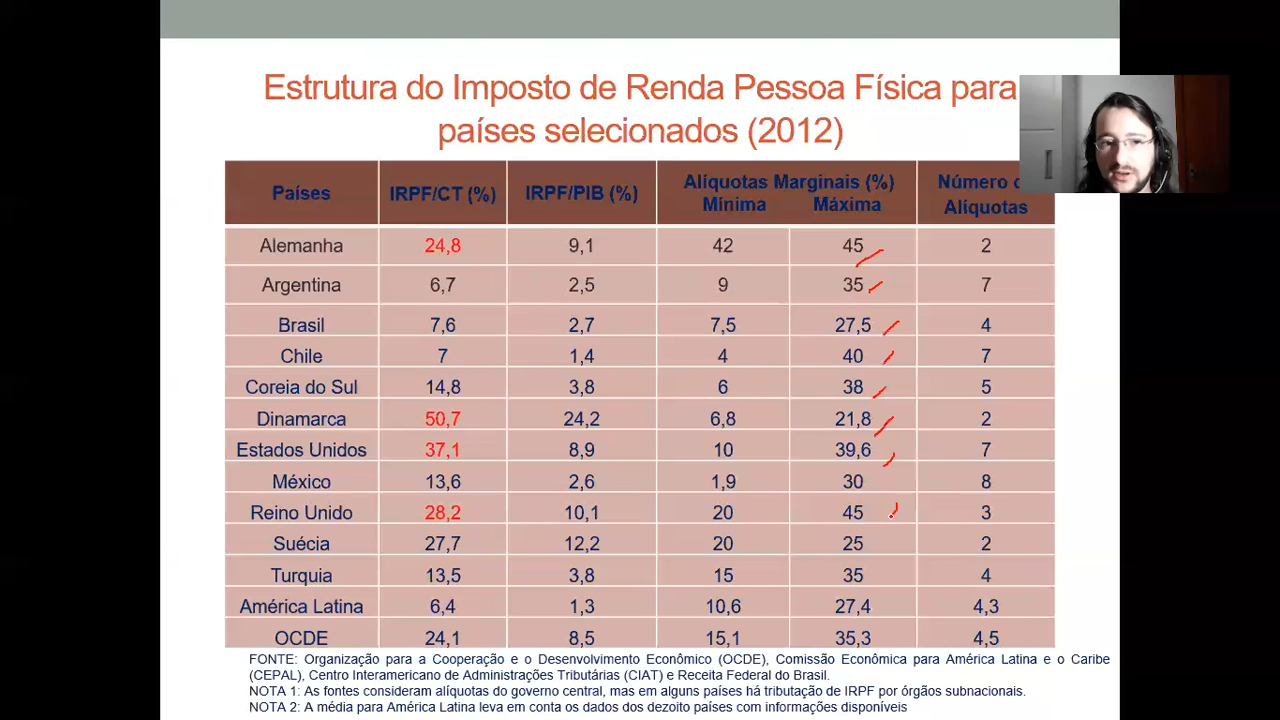 Estrutura do Imposto de Renda Pessoa Física para
países selecionados (2012)
Países IRPF/CT (%) IRPF/PIB (%) Alíquotas Marginais (%) Número
Mínima Máxima Alíquotas
Alemanha 24,8 9,1 42 45 2
Argentina 6,7 2,5 9 35 7
Brasil 7,6 2,7 7,5 27,5 4
Chile 7 1,4 4 40 7
Coreia do Sul 14,8 3,8 6 38 5
Dinamarca 50,7 24,2 6,8 21,8 2
Estados Unidos 37,1 8,9 10 39,6 7
México 13,6 2,6 1,9 30 8
Reino Unido 28,2 10,1 20 45 3
Suécia 27,7 12,2 20 25 2
Turquia 13,5 3,8 15 35 4
América Latina 6,4 1,3 10,6 27,4 4,3
OCDE 24,1 8,5 15,1 35,3 4,5
FONTE: Organização para a Cooperação e o Desenvolvimento Econômico (OCDE), Comissão Econômica para América Latina e o Caribe
(CEPAL), Centro Interamericano de Administrações Tributárias (CIAT) e Receita Federal do Brasil.
NOTA 1: As fontes consideram alíquotas do governo central, mas em alguns países há tributação de IRPF por órgãos subnacionais.
NOTA 2: A média para América Latina leva em conta os dados dos dezoito países com informações disponíveis